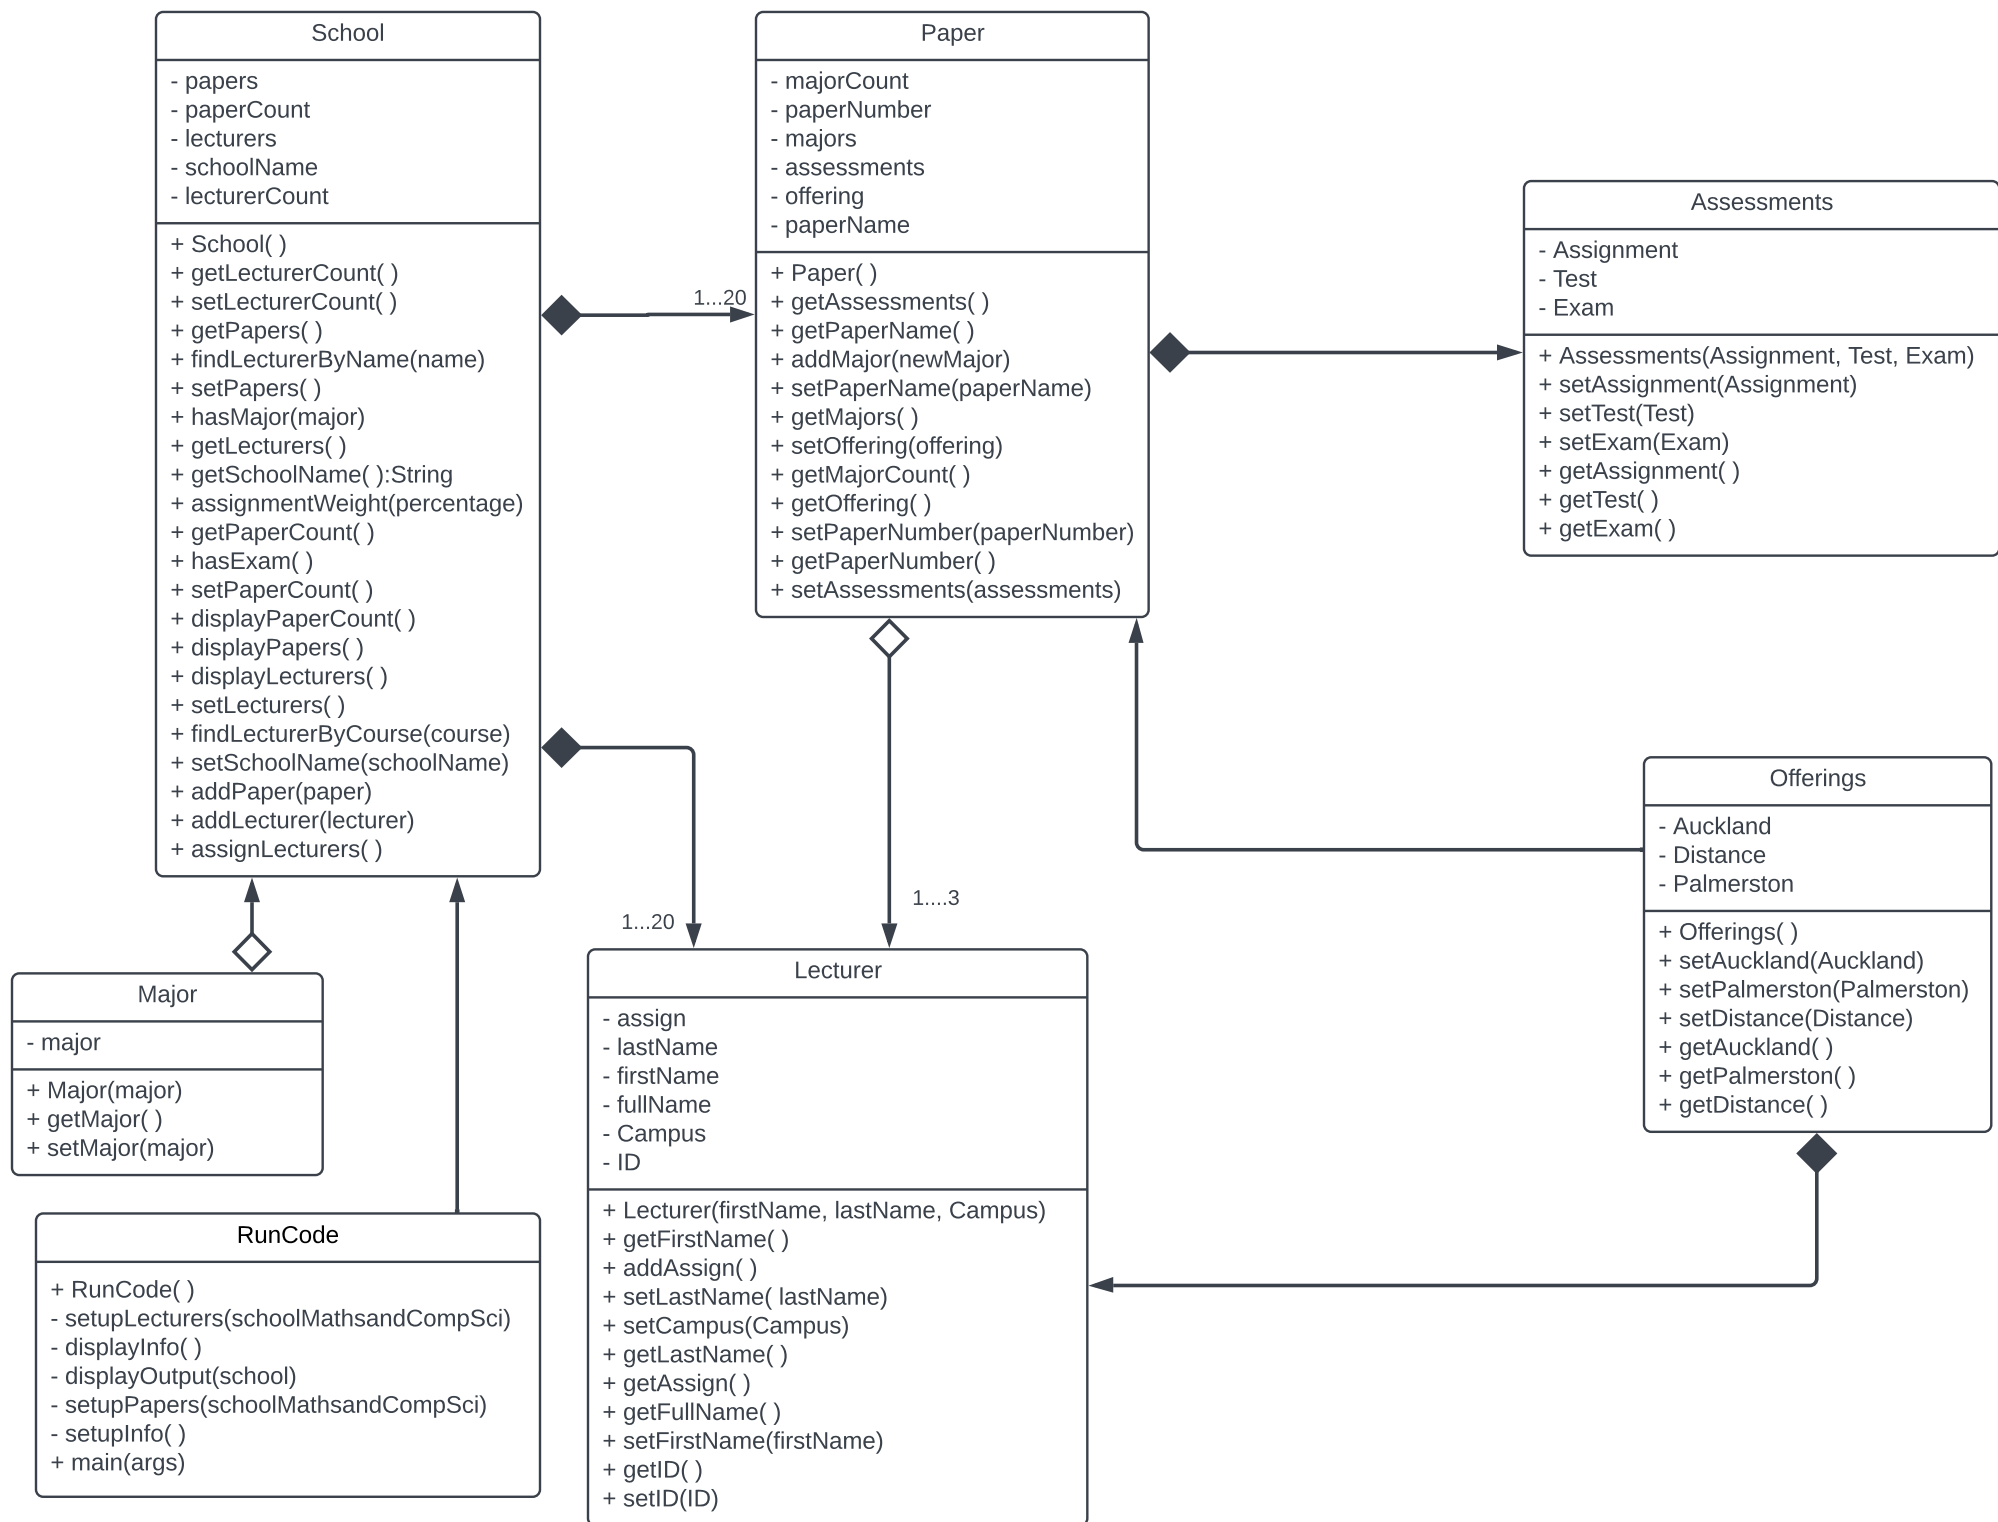 School
- papers
- paperCount
- lecturers
- schoolName
- lecturerCount
+ School( )
+ getLecturerCount( )
+ setLecturerCount( )
+ getPapers( )
+ findLecturerByName(name)
+ setPapers( )
+ hasMajor(major)
+ getLecturers( )
+ getSchoolName( ):String
+ assignmentWeight(percentage)
+ getPaperCount( )
+ hasExam( )
+ setPaperCount( )
+ displayPaperCount( )
+ displayPapers( )
+ displayLecturers( )
+ setLecturers( )
+ findLecturerByCourse(course)
+ setSchoolName(schoolName)
+ addPaper(paper)
+ addLecturer(lecturer)
+ assignLecturers( )
1...20
Paper
- majorCount
- paperNumber
- majors
- assessments
- offering
- paperName
+ Paper( )
+ getAssessments( )
+ getPaperName( )
+ addMajor(newMajor)
+ setPaperName(paperName)
+ getMajors( )
+ setOffering(offering)
+ getMajorCount( )
+ getOffering( )
+ setPaperNumber(paperNumber)
+ getPaperNumber( )
+ setAssessments(assessments)
Assessments
- Assignment
- Test
- Exam
+ Assessments(Assignment, Test, Exam)
+ setAssignment(Assignment)
+ setTest(Test)
+ setExam(Exam)
+ getAssignment( )
+ getTest( )
+ getExam( )
Offerings
- Auckland
- Distance
- Palmerston
+ Offerings( )
+ setAuckland(Auckland)
+ setPalmerston(Palmerston)
+ setDistance(Distance)
+ getAuckland( )
+ getPalmerston( )
+ getDistance( )
1...20
1....3
Major
- major
+ Major(major)
+ getMajor( )
+ setMajor(major)
RunCode
+ RunCode( )
- setupLecturers(schoolMathsandCompSci)
- displayInfo( )
- displayOutput(school)
- setupPapers(schoolMathsandCompSci)
- setupInfo( )
+ main(args)
Lecturer
- assign
- lastName
- firstName
- fullName
- Campus
- ID
+ Lecturer(firstName, lastName, Campus)
+ getFirstName( )
+ addAssign( )
+ setLastName( lastName)
+ setCampus(Campus)
+ getLastName( )
+ getAssign( )
+ getFullName( )
+ setFirstName(firstName)
+ getID( )
+ setID(ID)